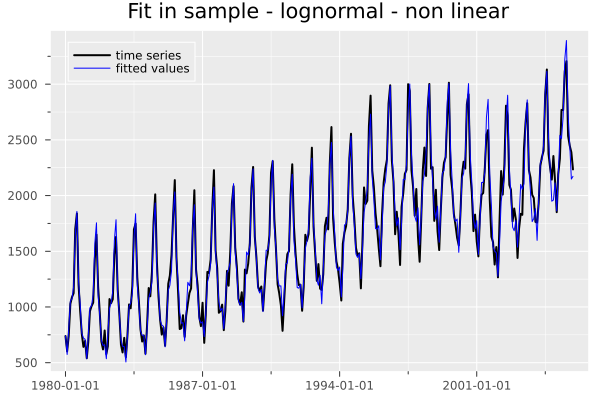 Fit in sample - lognormal - non linear
time series
fitted values
3000
2500
2000
1500
1000
500
1980-01-01 1987-01-01 1994-01-01 2001-01-01